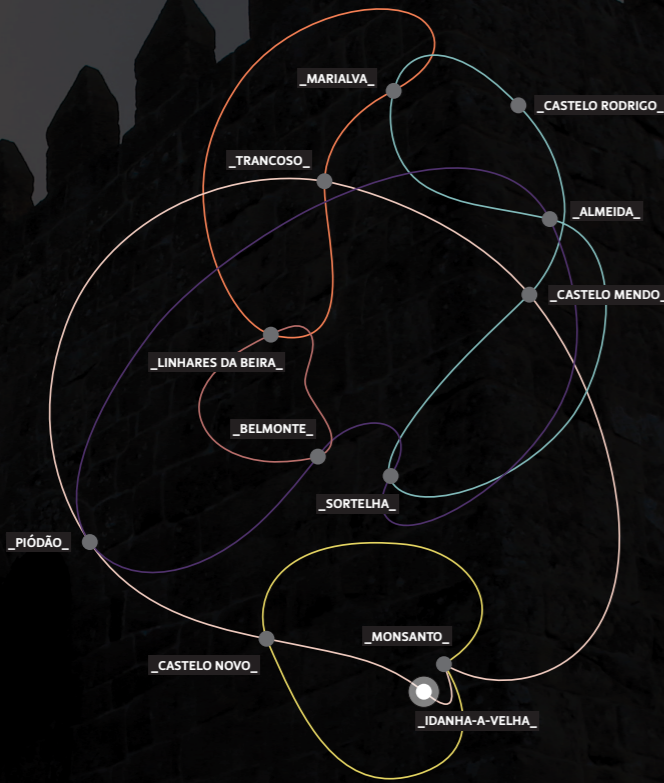 _MARIALVA_
_CASTELO RODRIGO_
_TRANCOSO_
_ALMEIDA_
_CASTELO MENDO_
_LINHARES DA BEIRA_
_BELMONTE_
_SORTELHA_
_PIÓDÃO_
_MONSANTO_
_CASTELO NOVO_
_IDANHA-A-VELHA_